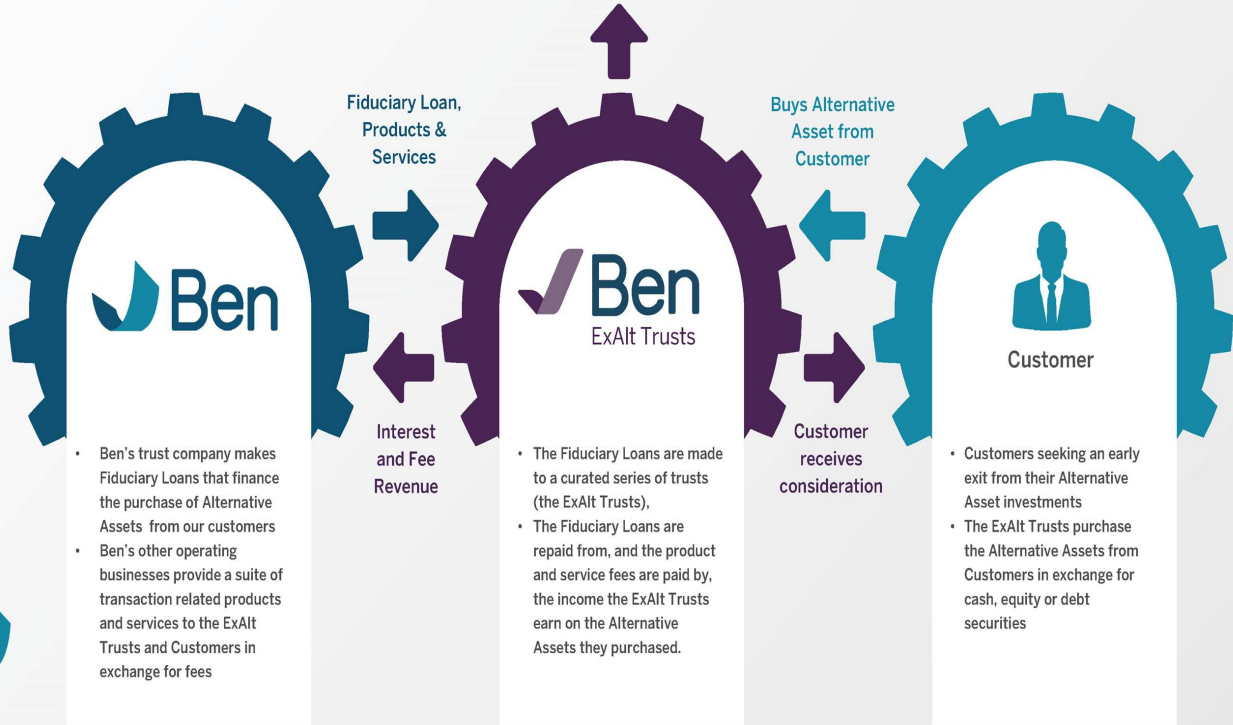 Fiduciary Loan,
Products &
Services
Buys Alternative
Asset from
Customer
Ben
Ben
ExAlt Trusts
Customer
Interest
and Fee
Revenue
Customer
receives
consideration
• Ben's trust company makes
Fiduciary Loans that finance
the purchase of Alternative
Assets from our customers
• Ben's other operating
businesses provide a suite of
transaction related products
and services to the ExAlt
Trusts and Customers in
exchange for fees
• The Fiduciary Loans are made
to a curated series of trusts
(the ExAlt Trusts),
• The Fiduciary Loans are
repaid from, and the product
and service fees are paid by,
the income the ExAlt Trusts
earn on the Alternative
Assets they purchased.
• Customers seeking an early
exit from their Alternative
Asset investments
• The ExAlt Trusts purchase
the Alternative Assets from
Customers in exchange for
cash, equity or debt
securities